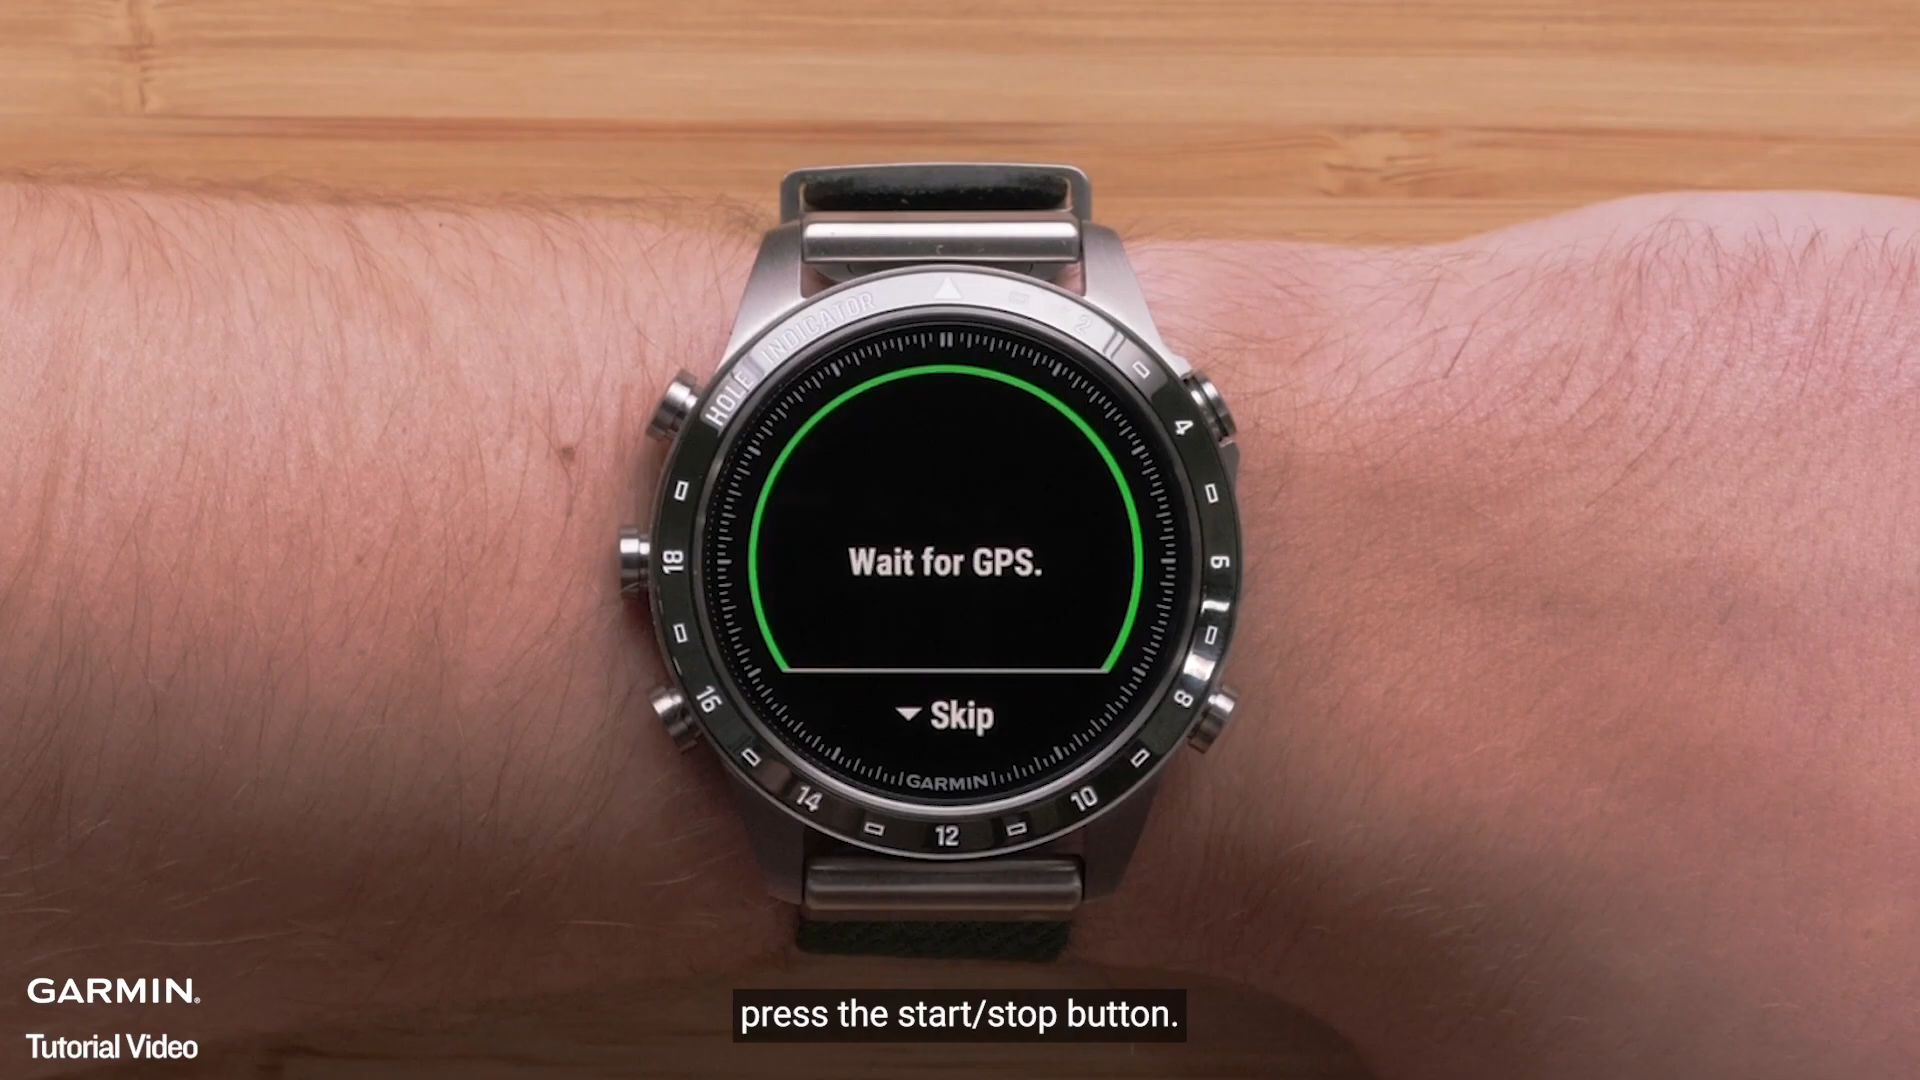 HOLE INDICATOR
2
4
6
8
10
12
14
16
18
Wait for GPS.
Skip
GARMIN
GARMIN®
Tutorial Video
press the start/stop button.